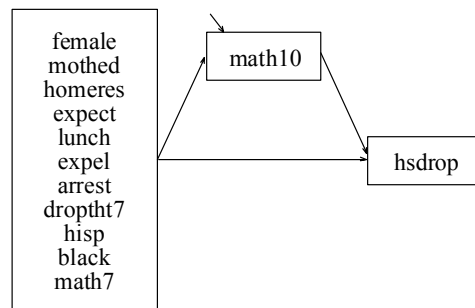 female
mothed
homeres
expect
lunch
expel
arrest
droptht7
hisp
black
math7
math10
hsdrop